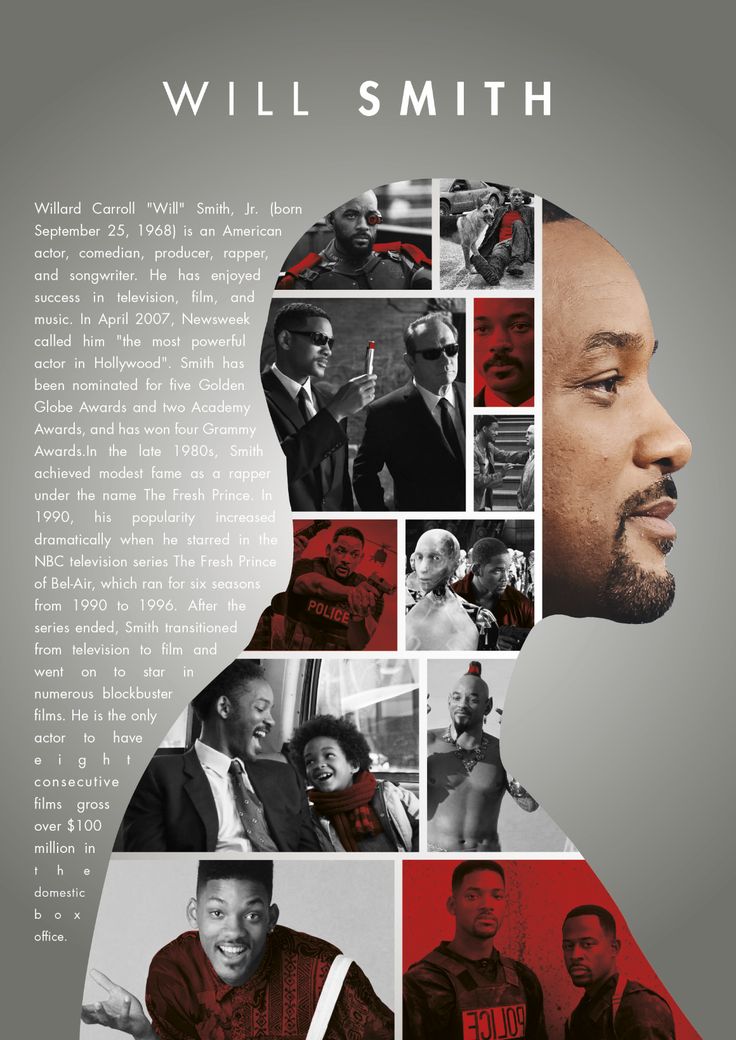 WILL SMITH
Willard Carroll "Will" Smith, Jr. (born
September 25, 1968) is an American
actor, comedian, producer, rapper,
and songwriter. He has enjoyed
success in television, film, and
music. In April 2007, Newsweek
called him "the most powerful
actor in Hollywood". Smith has
been nominated for five Golden
Globe Awards and two Academy
Awards, and has won four Grammy
Awards.In the late 1980s, Smith
achieved modest fame as a rapper
under the name The Fresh Prince. In
1990, his popularity increased
dramatically when he starred in the
NBC television series The Fresh Prince
of Bel-Air, which ran for six seasons
from 1990 to 1996. After the
series ended, Smith transitioned
from television to film and
went on to star in
numerous blockbuster
films. He is the only
actor to have
eight
consecutive
films gross
over $100
million in
the
domestic
box
office.
POLICE
POLICE